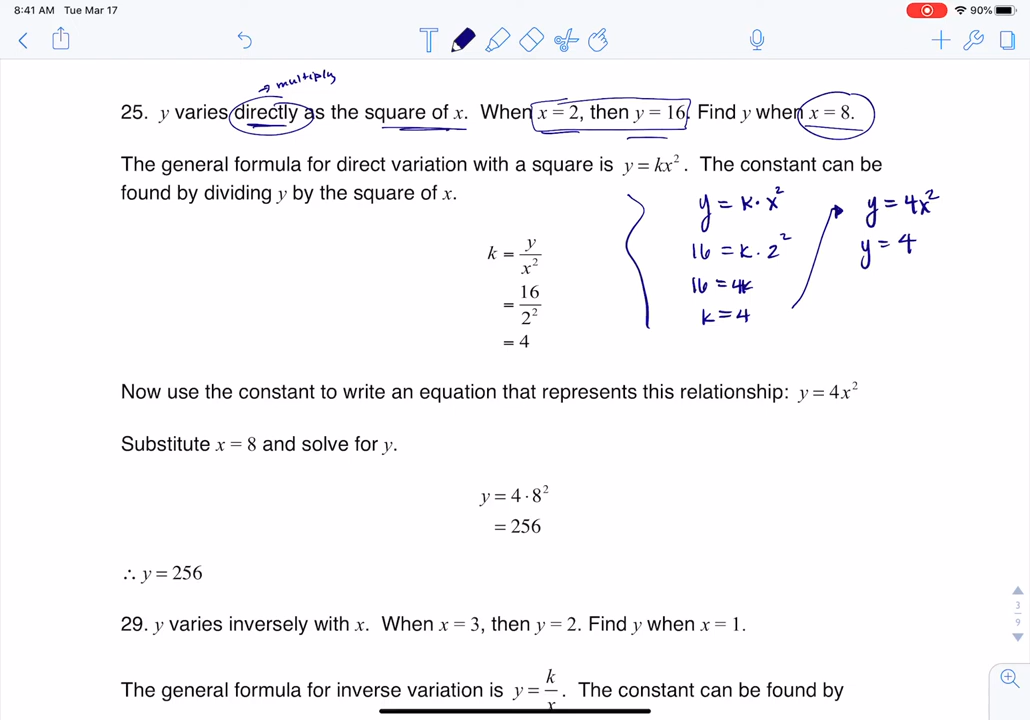 8:41 AM Tue Mar 17
90%
T
→ multiply
25. y varies directly as the square of x. When x = 2, then y = 16. Find y when x = 8.
The general formula for direct variation with a square is y = kx². The constant can be
found by dividing y by the square of x.
k = y/x²
= 16/2²
= 4
y = k · x²
16 = k · 2²
16 = 4k
k = 4
y = 4x²
y = 4
Now use the constant to write an equation that represents this relationship: y = 4x²
Substitute x = 8 and solve for y.
y = 4 · 8²
= 256
∴ y = 256
29. y varies inversely with x. When x = 3, then y = 2. Find y when x = 1.
The general formula for inverse variation is y = k/x. The constant can be found by
3
9